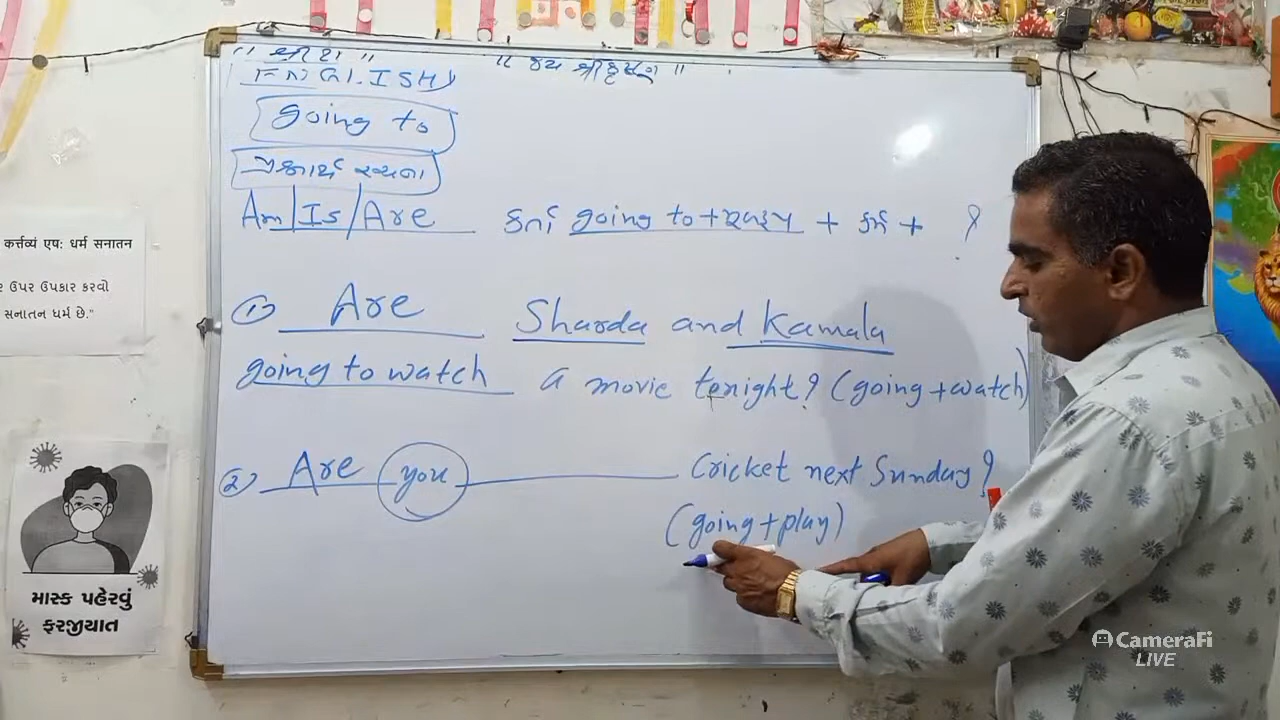 " શ્રી રામ "
" જય શ્રી કૃષ્ણ "
ENGLISH
going to
પ્રશ્નાર્થ રચના
Am/Is/Are કર્તા going to + મૂળરૂપ + કર્મ + ?
1) Are Sharda and Kamala
going to watch a movie tonight? (going + watch)
2) Are you Cricket next Sunday?
(going + play)
कर्त्तव्यं एष: धर्म सनातन
ઉપર ઉપકાર કરવો
સનાતન ધર્મ છે."
માસ્ક પહેરવું
ફરજીયાત
CameraFi
LIVE